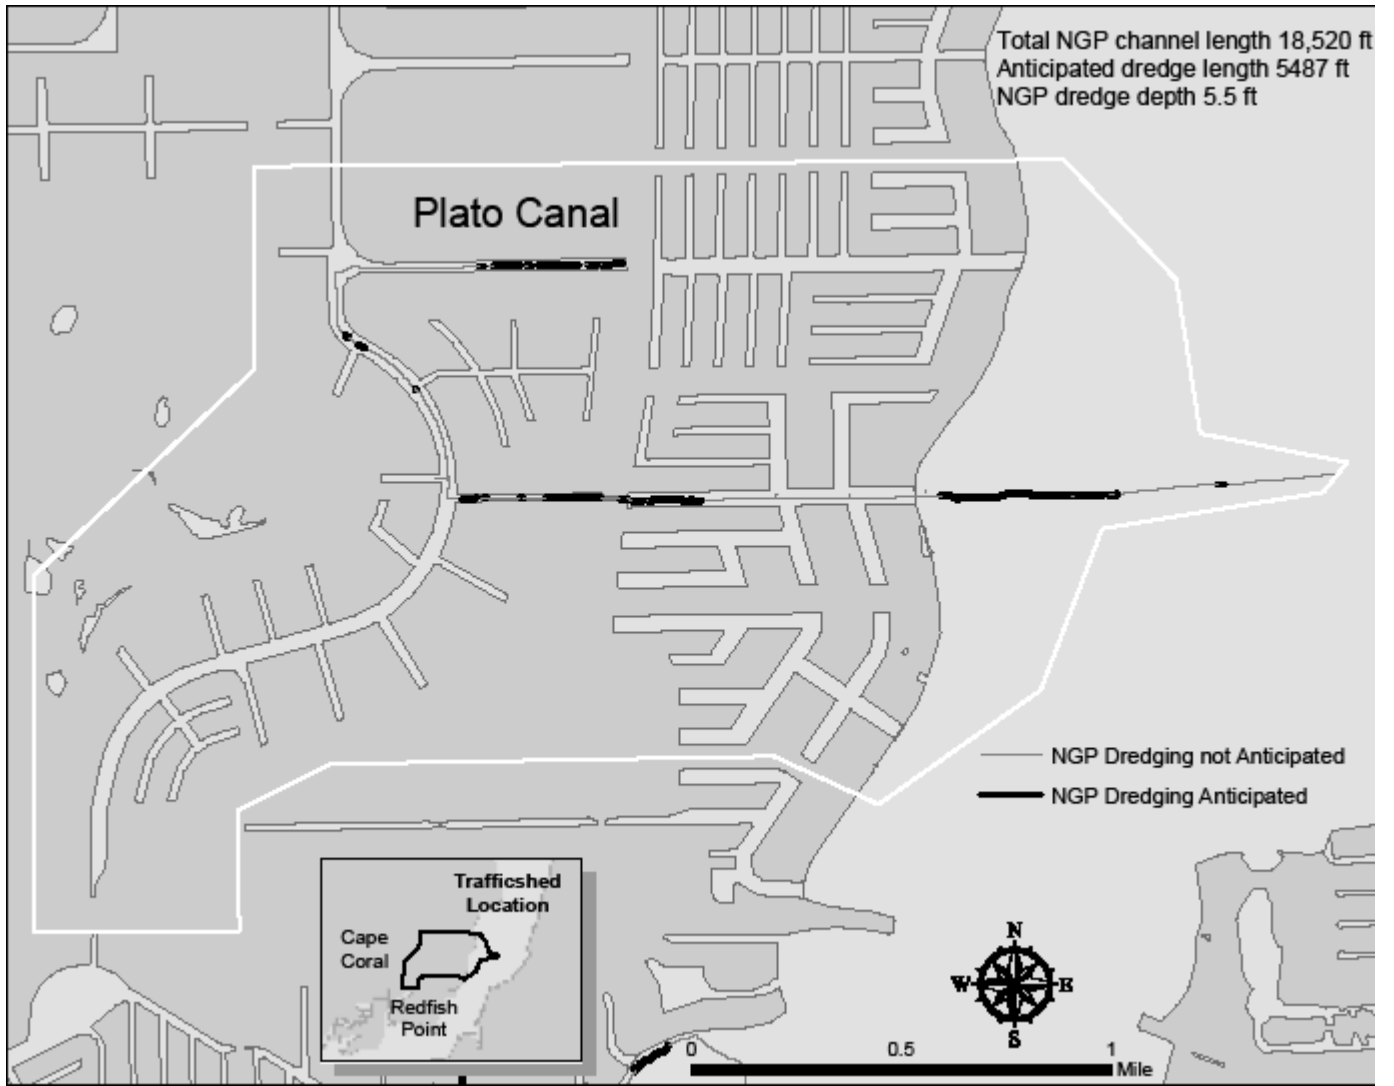 Total NGP channel length 18,520 ft
Anticipated dredge length 5487 ft
NGP dredge depth 5.5 ft
Plato Canal
NGP Dredging not Anticipated
NGP Dredging Anticipated
Trafficshed
Location
Cape
Coral
Redfish
Point
N
W
E
S
0
0.5
1
Mile